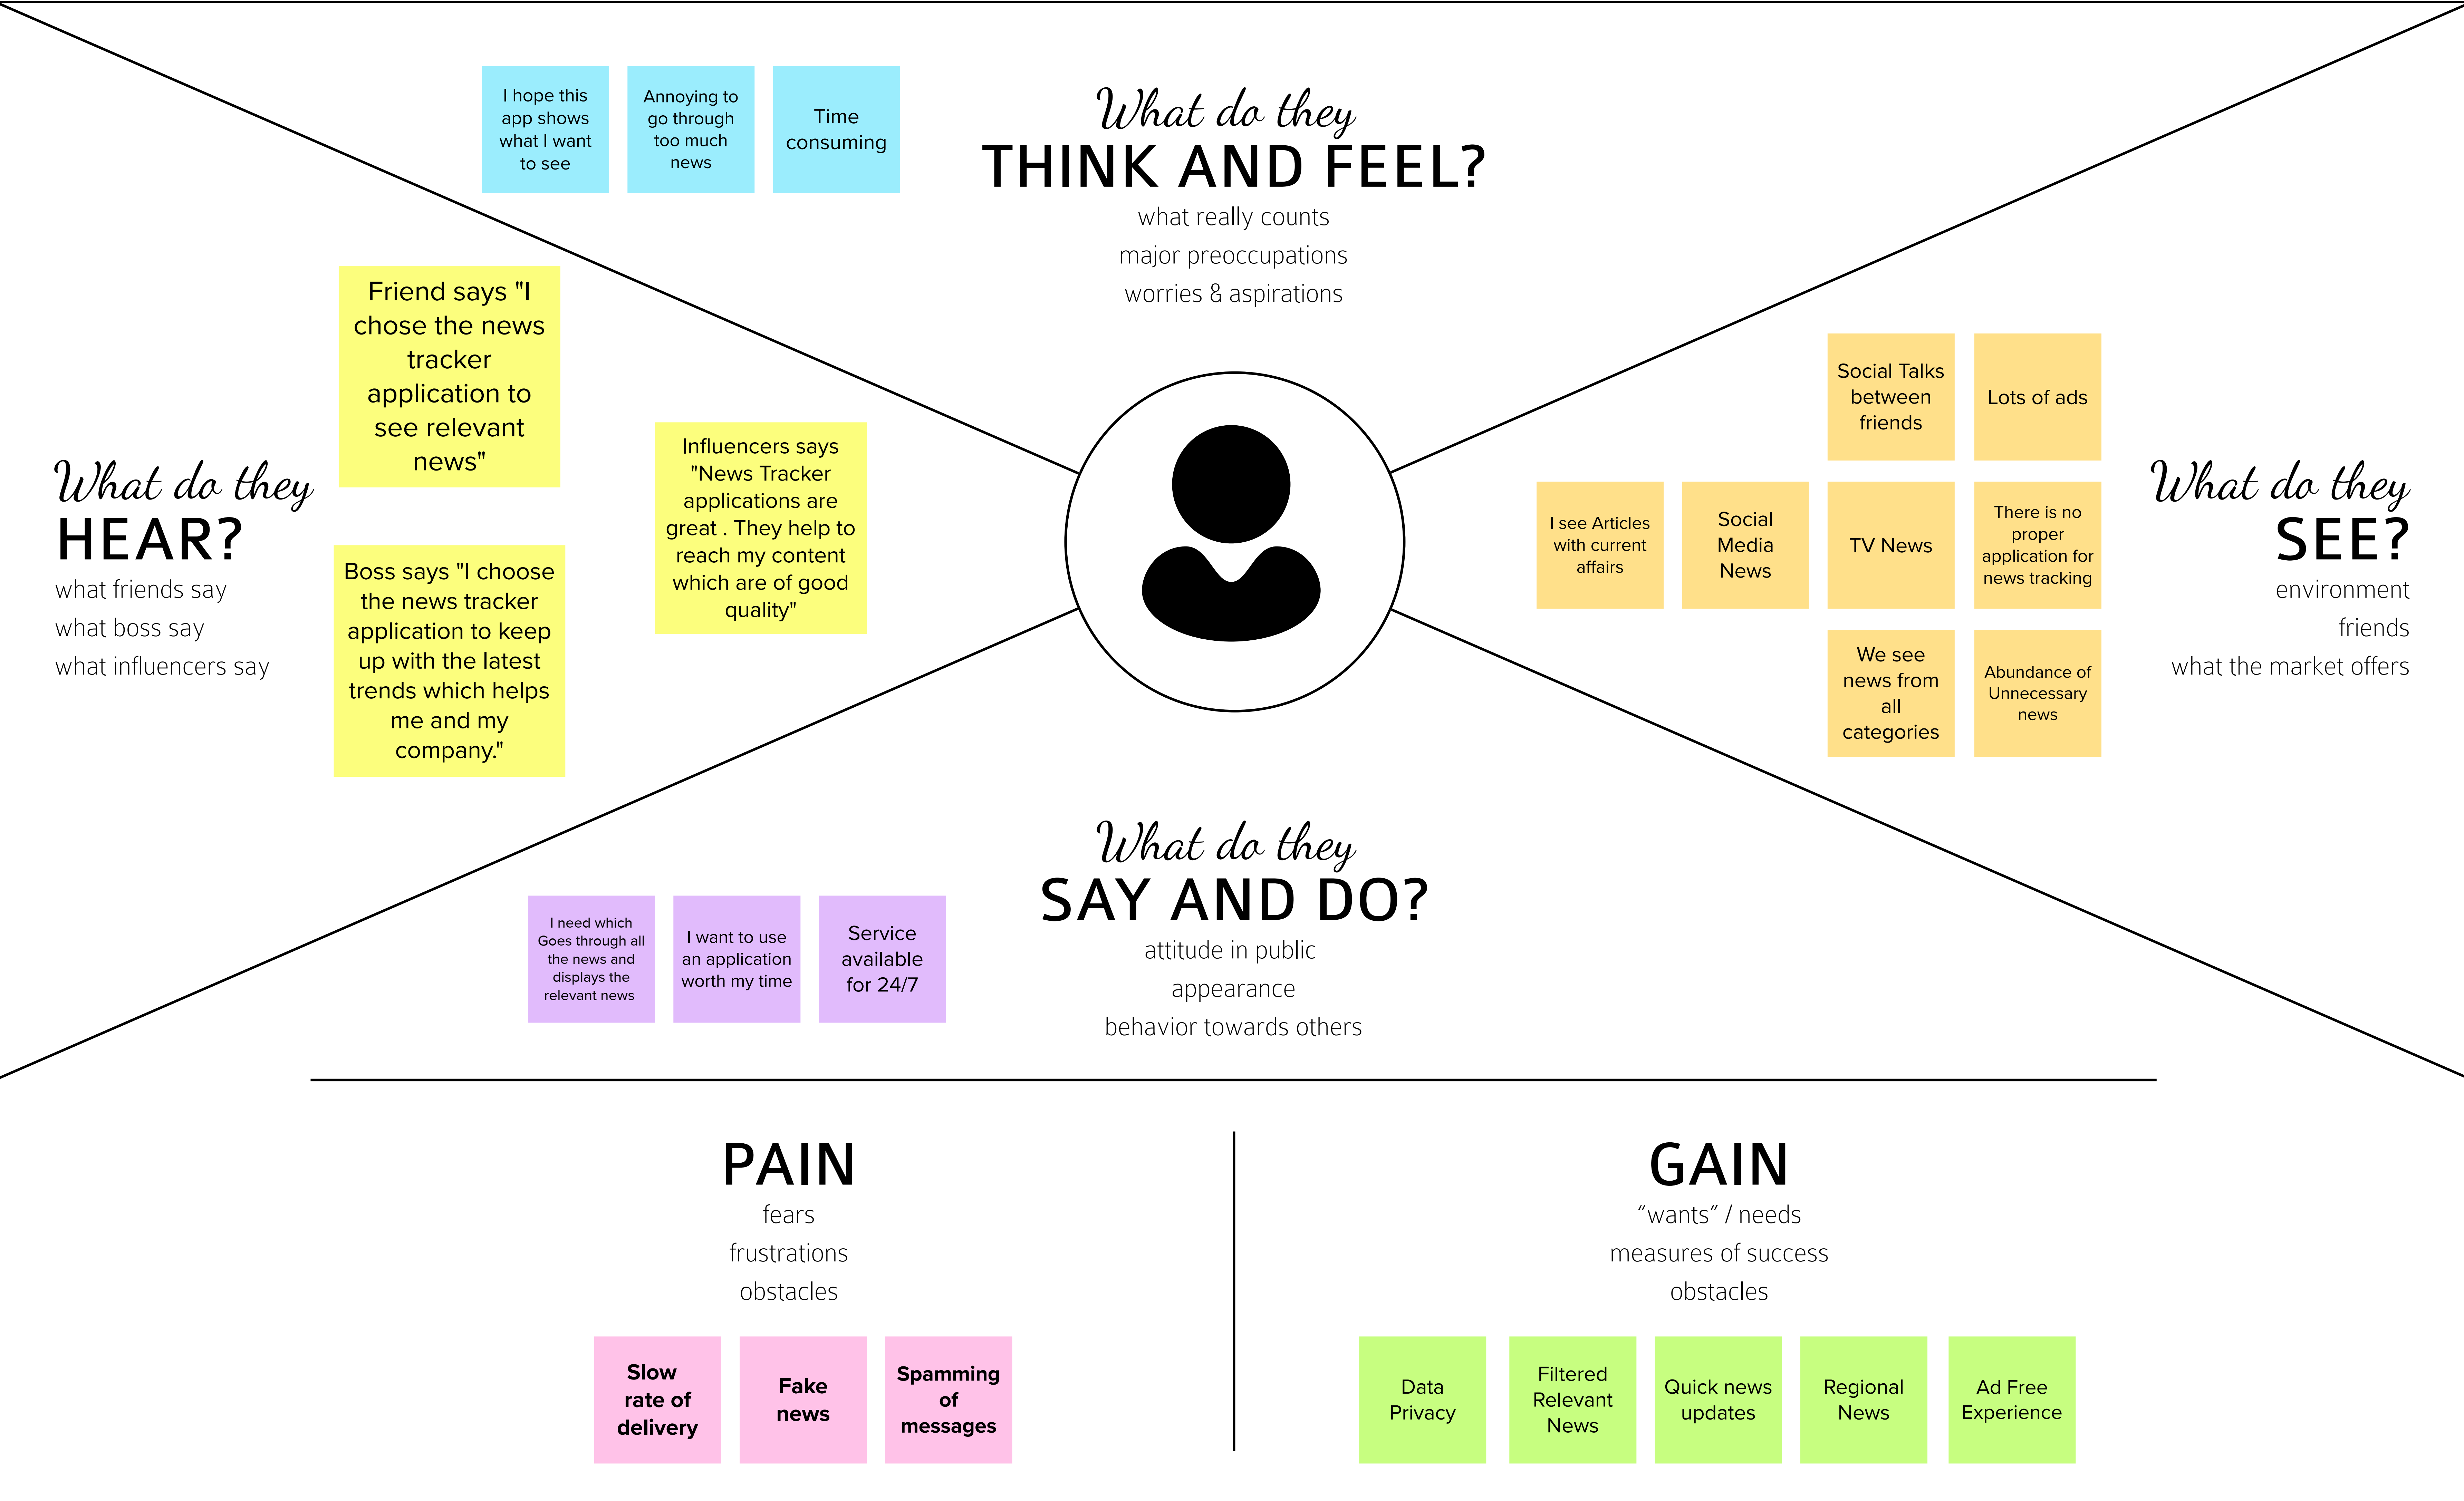 I hope this
app shows
what I want
to see
Annoying to
go through
too much
news
Time
consuming
What do they
THINK AND FEEL?
what really counts
major preoccupations
worries & aspirations
What do they
HEAR?
what friends say
what boss say
what influencers say
Friend says "I
chose the news
tracker
application to
see relevant
news"
Boss says "I choose
the news tracker
application to keep
up with the latest
trends which helps
me and my
company."
Influencers says
"News Tracker
applications are
great . They help to
reach my content
which are of good
quality"
Social Talks
between
friends
Lots of ads
I see Articles
with current
affairs
Social
Media
News
TV News
There is no
proper
application for
news tracking
We see
news from
all
categories
Abundance of
Unnecessary
news
What do they
SEE?
environment
friends
what the market offers
What do they
SAY AND DO?
attitude in public
appearance
behavior towards others
I need which
Goes through all
the news and
displays the
relevant news
I want to use
an application
worth my time
Service
available
for 24/7
PAIN
fears
frustrations
obstacles
Slow
rate of
delivery
Fake
news
Spamming
of
messages
GAIN
“wants” / needs
measures of success
obstacles
Data
Privacy
Filtered
Relevant
News
Quick news
updates
Regional
News
Ad Free
Experience